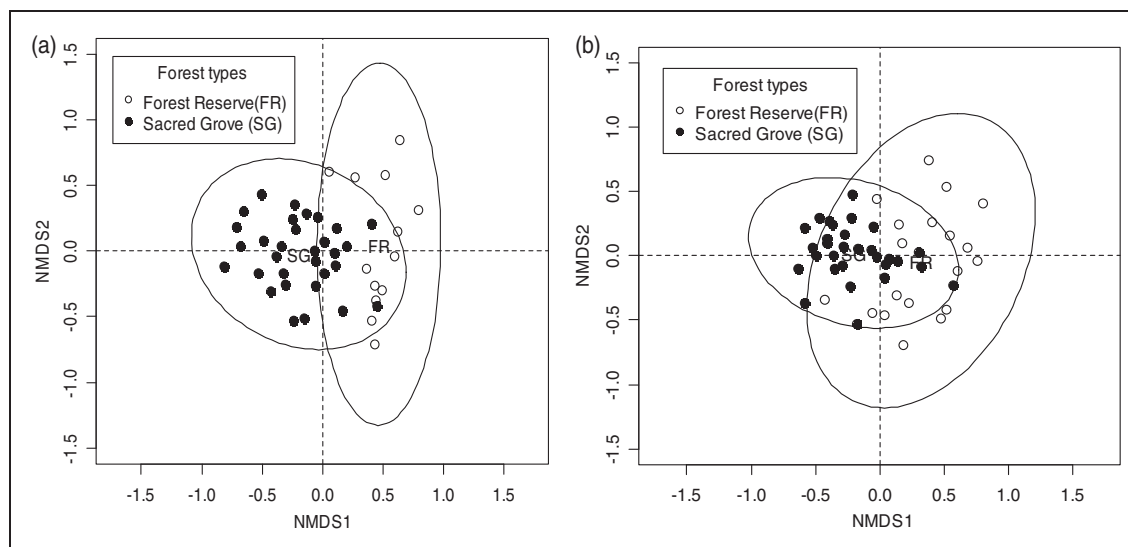 (a)
Forest types
Forest Reserve(FR)
Sacred Grove (SG)
SG
FR
NMDS2
1.5
1.0
0.5
0.0
-0.5
-1.0
-1.5
-1.5 -1.0 -0.5 0.0 0.5 1.0 1.5
NMDS1
(b)
Forest types
Forest Reserve(FR)
Sacred Grove (SG)
SG
FR
NMDS2
1.5
1.0
0.5
0.0
-0.5
-1.0
-1.5
-1.5 -1.0 -0.5 0.0 0.5 1.0 1.5
NMDS1